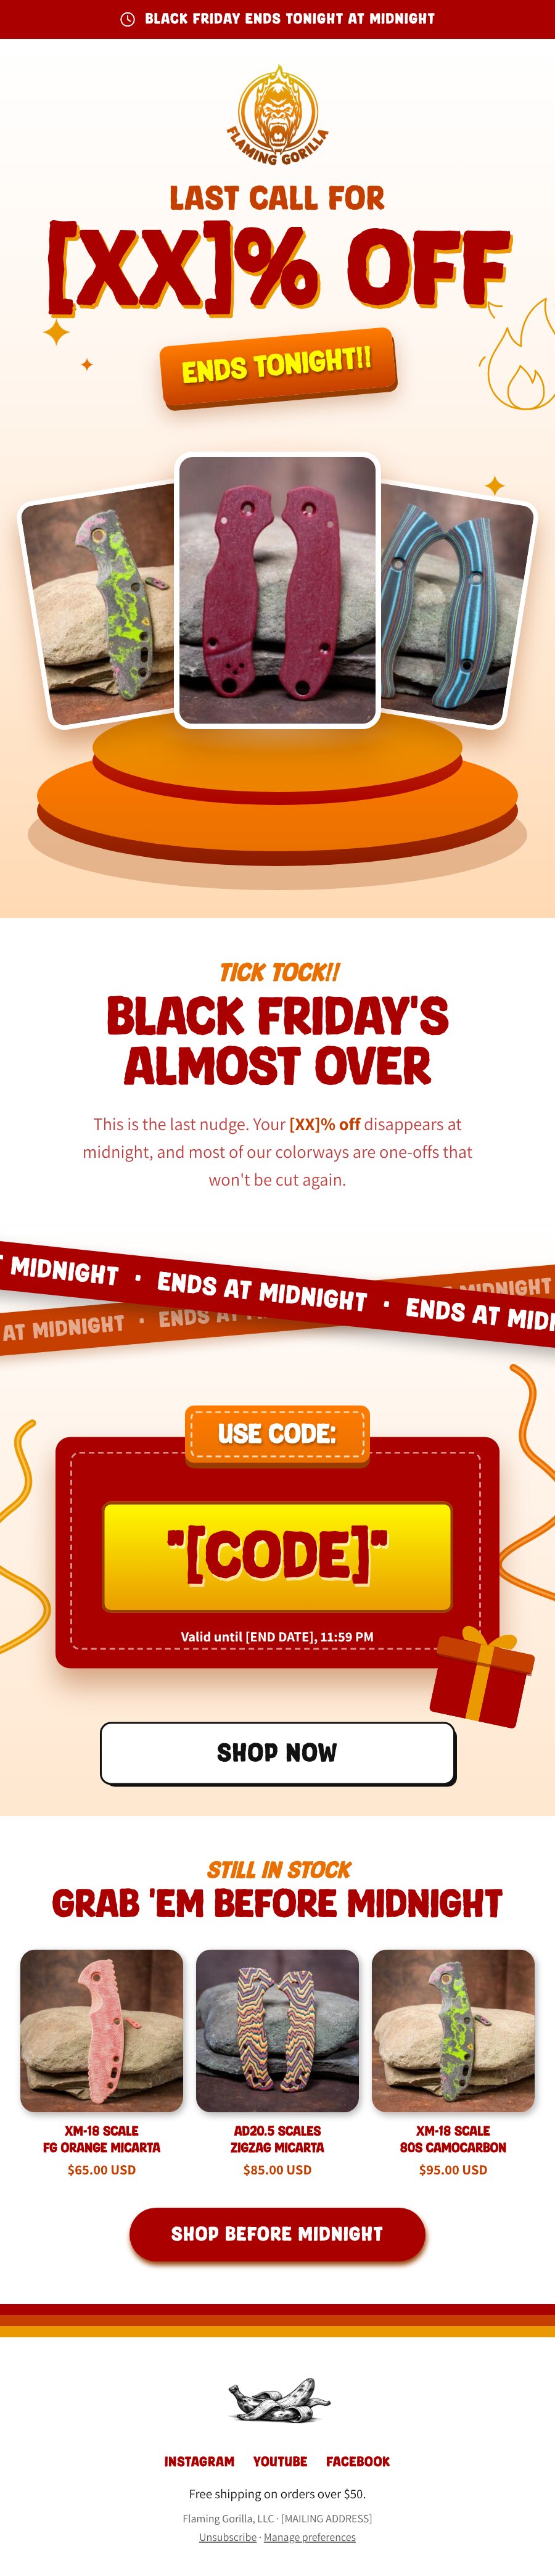 BLACK FRIDAY ENDS TONIGHT AT MIDNIGHT
FLAMING GORILLA
LAST CALL FOR
[XX]% OFF
ENDS TONIGHT!!
TICK TOCK!!
BLACK FRIDAY'S
ALMOST OVER
This is the last nudge. Your [XX]% off disappears at
midnight, and most of our colorways are one-offs that
won't be cut again.
MIDNIGHT · ENDS AT MIDNIGHT · ENDS AT
AT MIDNIGHT · ENDS AT MIDNIGHT
USE CODE:
"[CODE]"
Valid until [END DATE], 11:59 PM
SHOP NOW
STILL IN STOCK
GRAB 'EM BEFORE MIDNIGHT
XM-18 SCALE
FG ORANGE MICARTA
$65.00 USD
AD20.5 SCALES
ZIGZAG MICARTA
$85.00 USD
XM-18 SCALE
80S CAMOCARBON
$95.00 USD
SHOP BEFORE MIDNIGHT
INSTAGRAM YOUTUBE FACEBOOK
Free shipping on orders over $50.
Flaming Gorilla, LLC · [MAILING ADDRESS]
Unsubscribe · Manage preferences